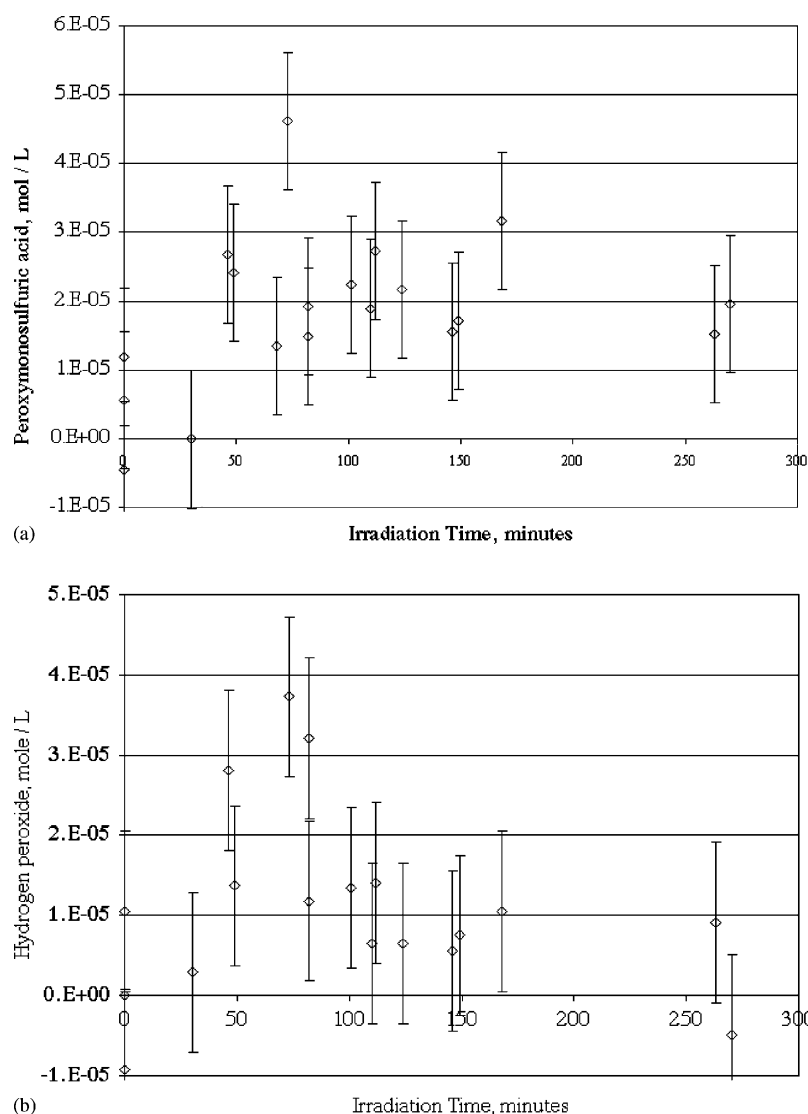 6.E-05
5.E-05
4.E-05
3.E-05
2.E-05
1.E-05
0.E+00
-1.E-05
Peroxymonosulfuric acid, mol / L
0 50 100 150 200 250 300
(a)
Irradiation Time, minutes
5.E-05
4.E-05
3.E-05
2.E-05
1.E-05
0.E+00
-1.E-05
Hydrogen peroxide, mole / L
0 50 100 150 200 250 300
(b)
Irradiation Time, minutes